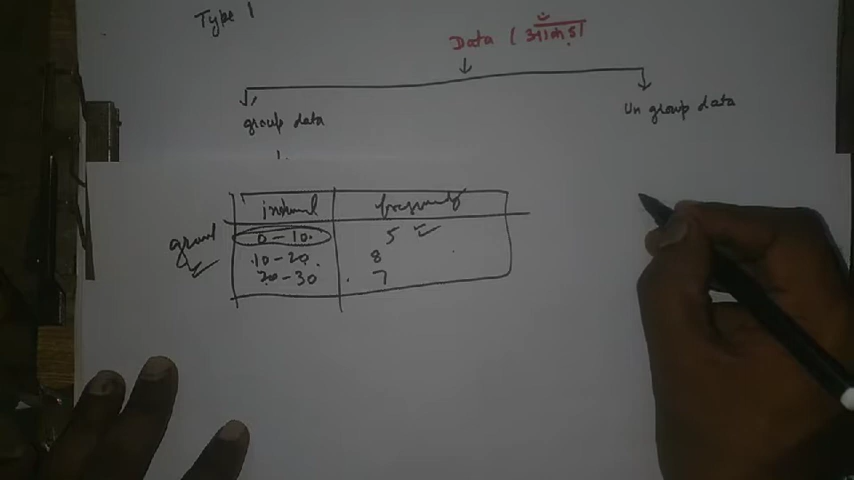 Type 1
Data (आंकड़े)
group data
Un group data
1.
interval frequency
0-10. 5
10-20. 8
20-30 7